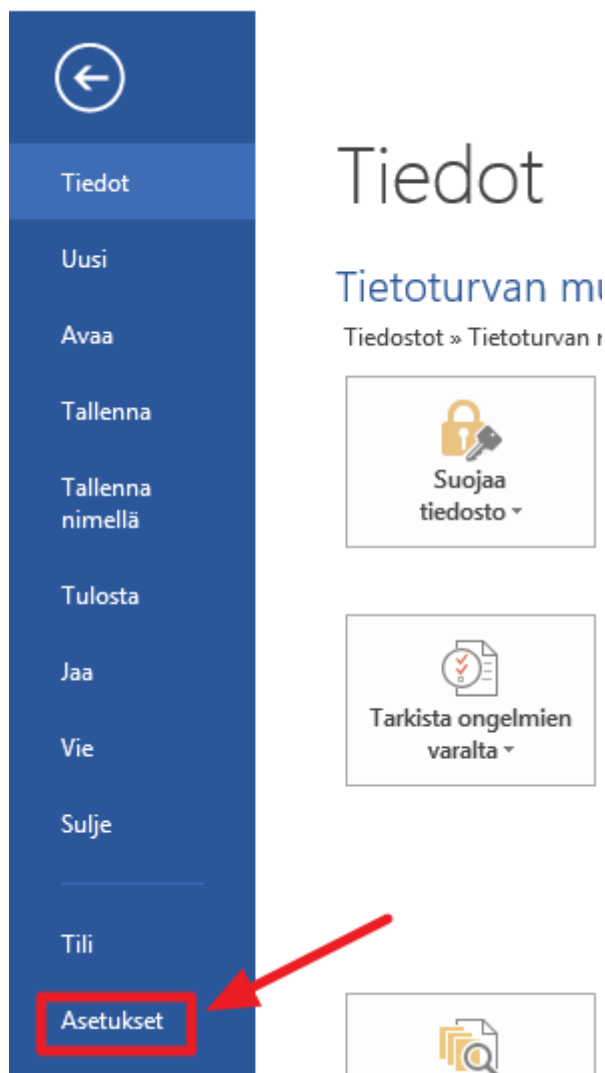 Tiedot
Uusi
Avaa
Tallenna
Tallenna
nimellä
Tulosta
Jaa
Vie
Sulje
Tili
Asetukset
Tiedot
Tietoturvan
Tiedostot » Tietoturvan
Suojaa
tiedosto
Tarkista ongelmien
varalta